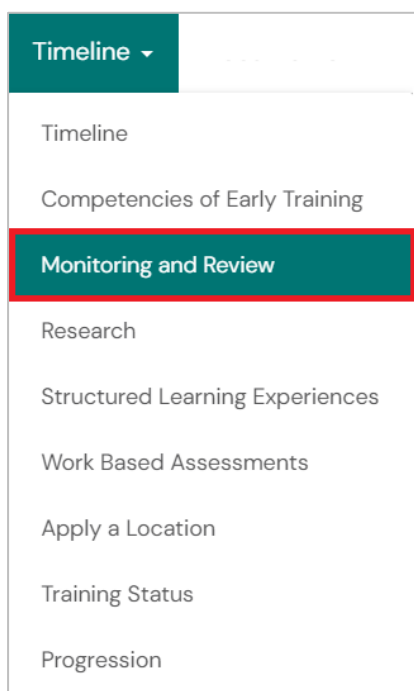 Timeline
Timeline
Competencies of Early Training
Monitoring and Review
Research
Structured Learning Experiences
Work Based Assessments
Apply a Location
Training Status
Progression